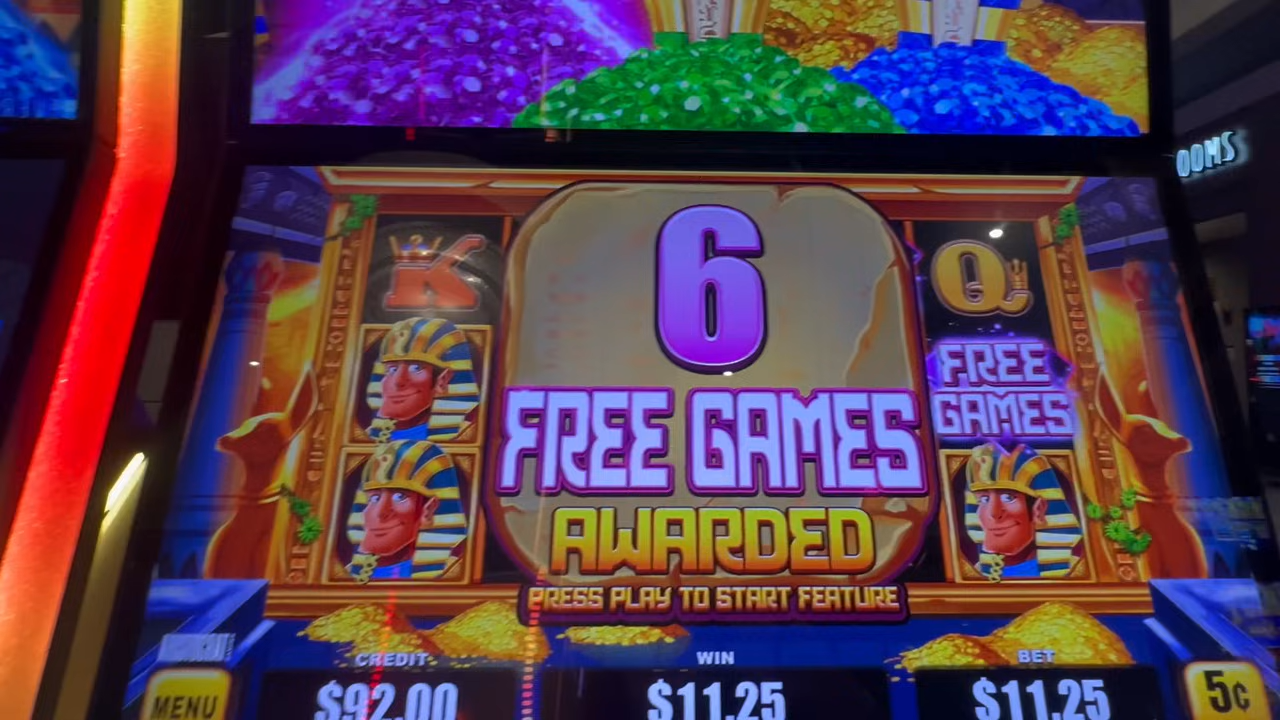 OOMS
K
6
Q
FREE GAMES
FREE
GAMES
AWARDED
PRESS PLAY TO START FEATURE
CREDIT
WIN
BET
MENU
$92.00
$11.25
$11.25
5¢